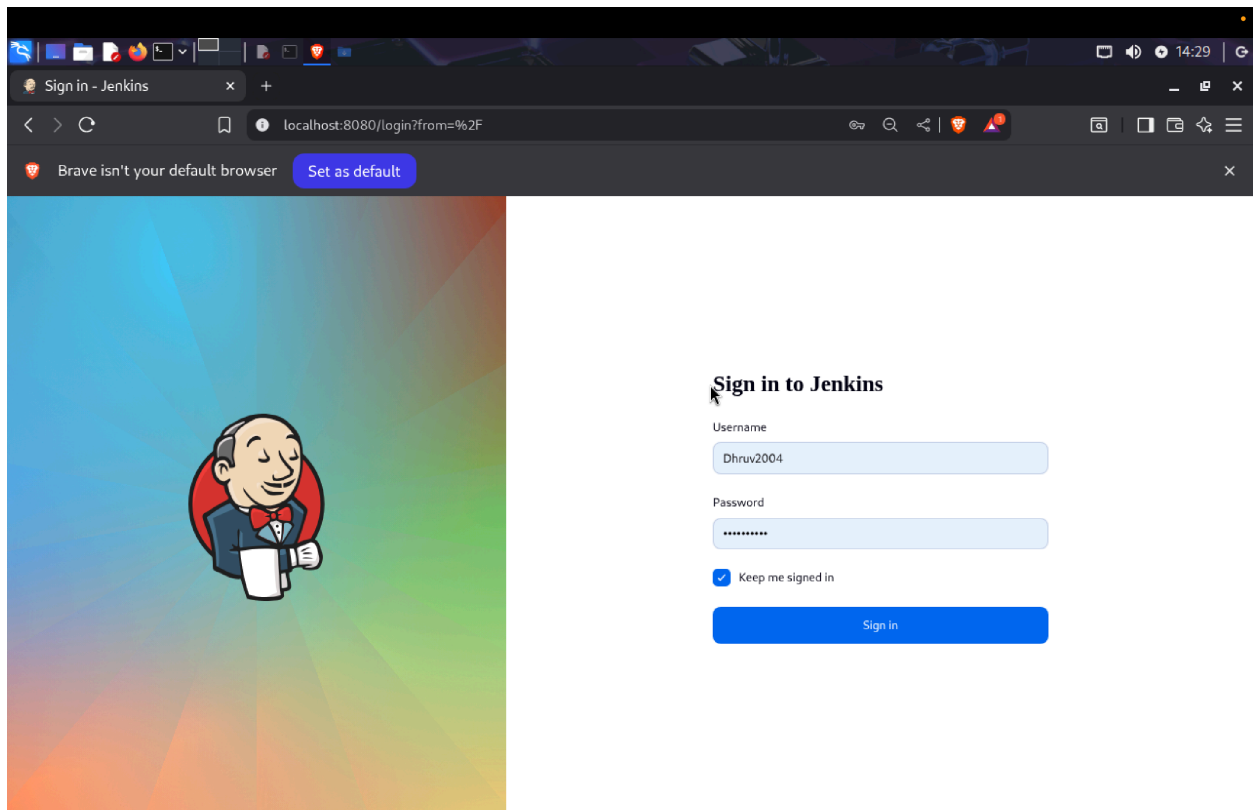 14:29
Sign in - Jenkins
localhost:8080/login?from=%2F
1
Brave isn't your default browser
Set as default
Sign in to Jenkins
Username
Dhruv2004
Password
••••••••••
Keep me signed in
Sign in